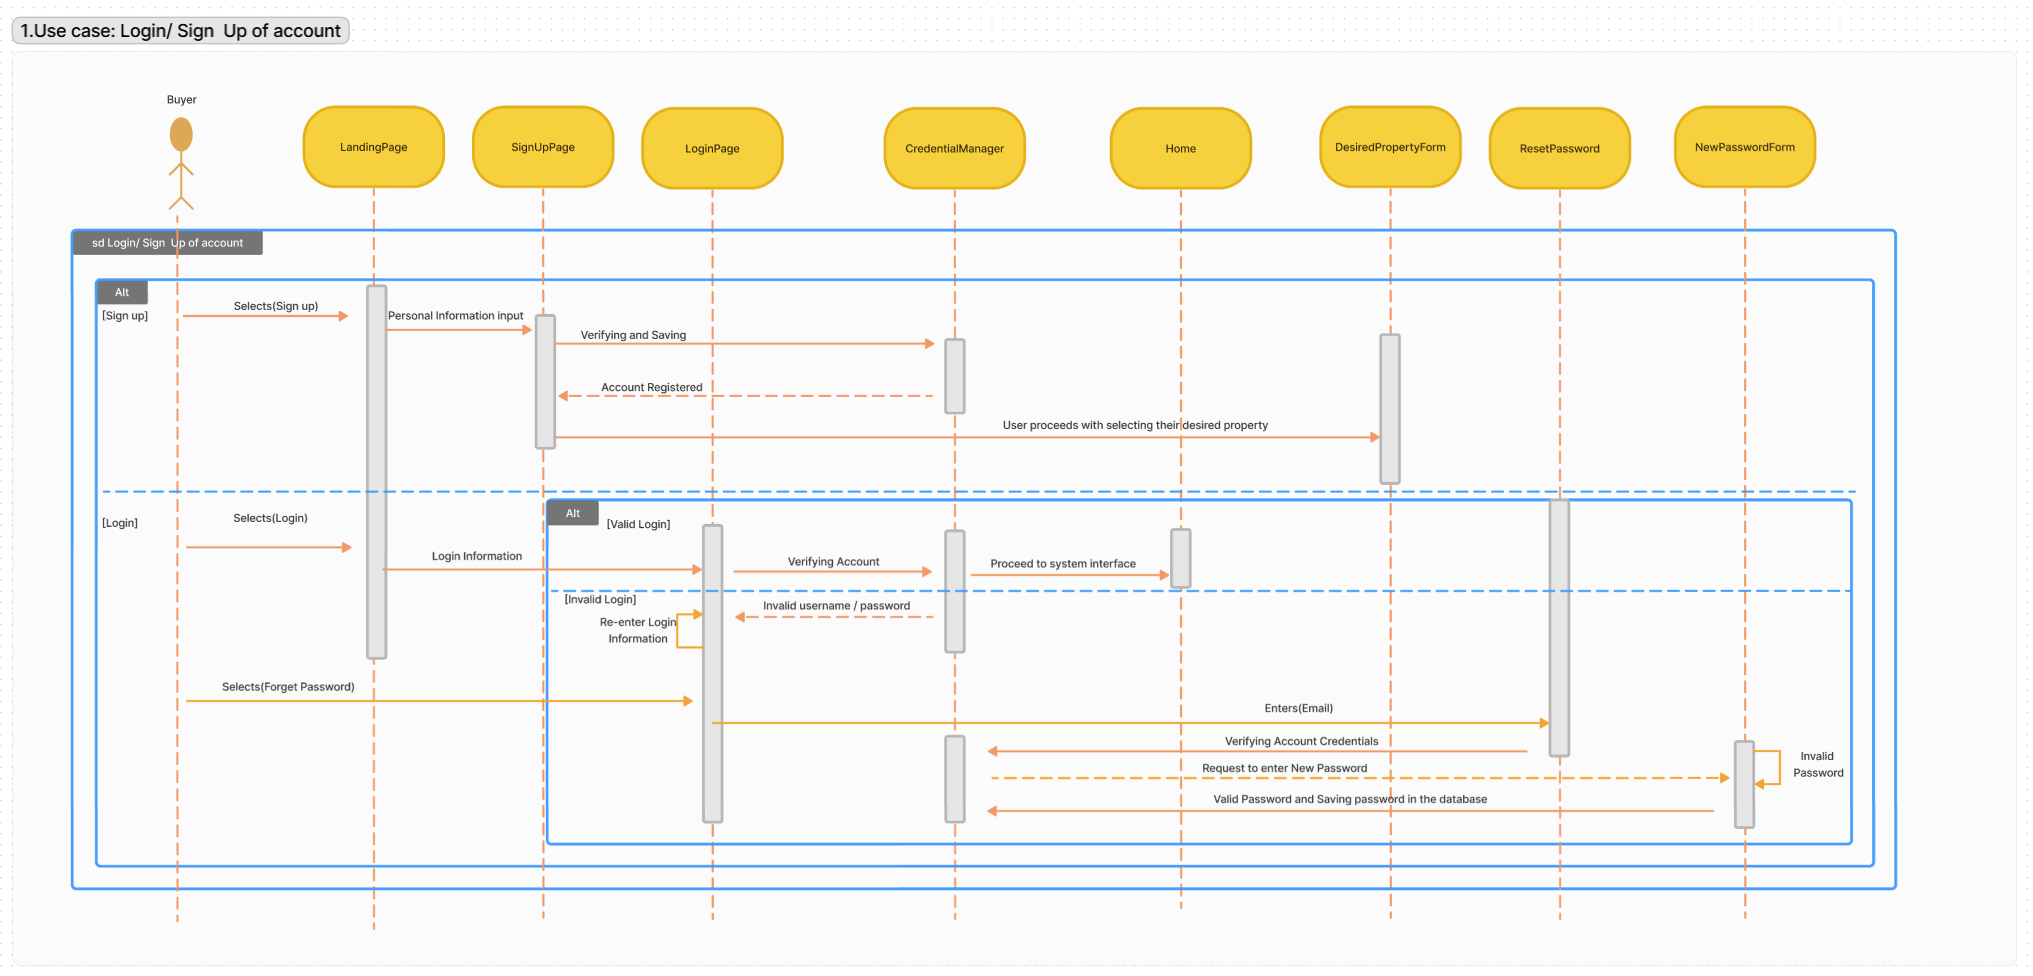 1.Use case: Login/ Sign  Up of account
Buyer
LandingPage
SignUpPage
LoginPage
CredentialManager
Home
DesiredPropertyForm
ResetPassword
NewPasswordForm
sd Login/ Sign  Up of account
Alt
[Sign up]
Selects(Sign up)
Personal Information input
Verifying and Saving
Account Registered
User proceeds with selecting their desired property
Alt
[Valid Login]
[Login]
Selects(Login)
Login Information
Verifying Account
Proceed to system interface
[Invalid Login]
Invalid username / password
Re-enter Login
Information
Selects(Forget Password)
Enters(Email)
Verifying Account Credentials
Request to enter New Password
Invalid
Password
Valid Password and Saving password in the database